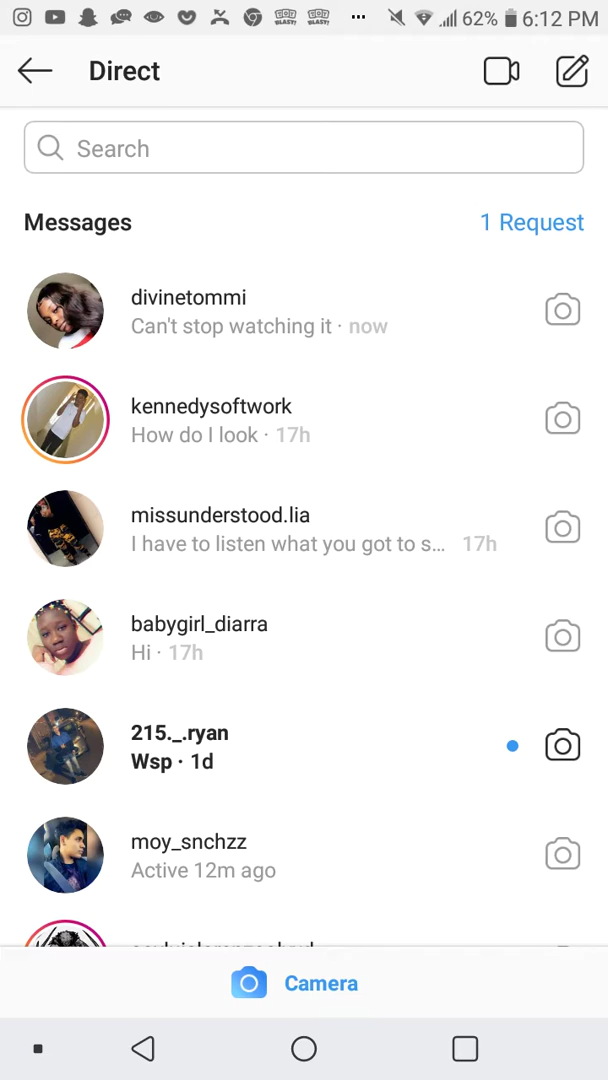 62% 6:12 PM
Direct
Search
Messages
1 Request
divinetommi
Can't stop watching it · now
kennedysoftwork
How do I look · 17h
missunderstood.lia
I have to listen what you got to s... 17h
babygirl_diarra
Hi · 17h
215._.ryan
Wsp · 1d
moy_snchzz
Active 12m ago
Camera